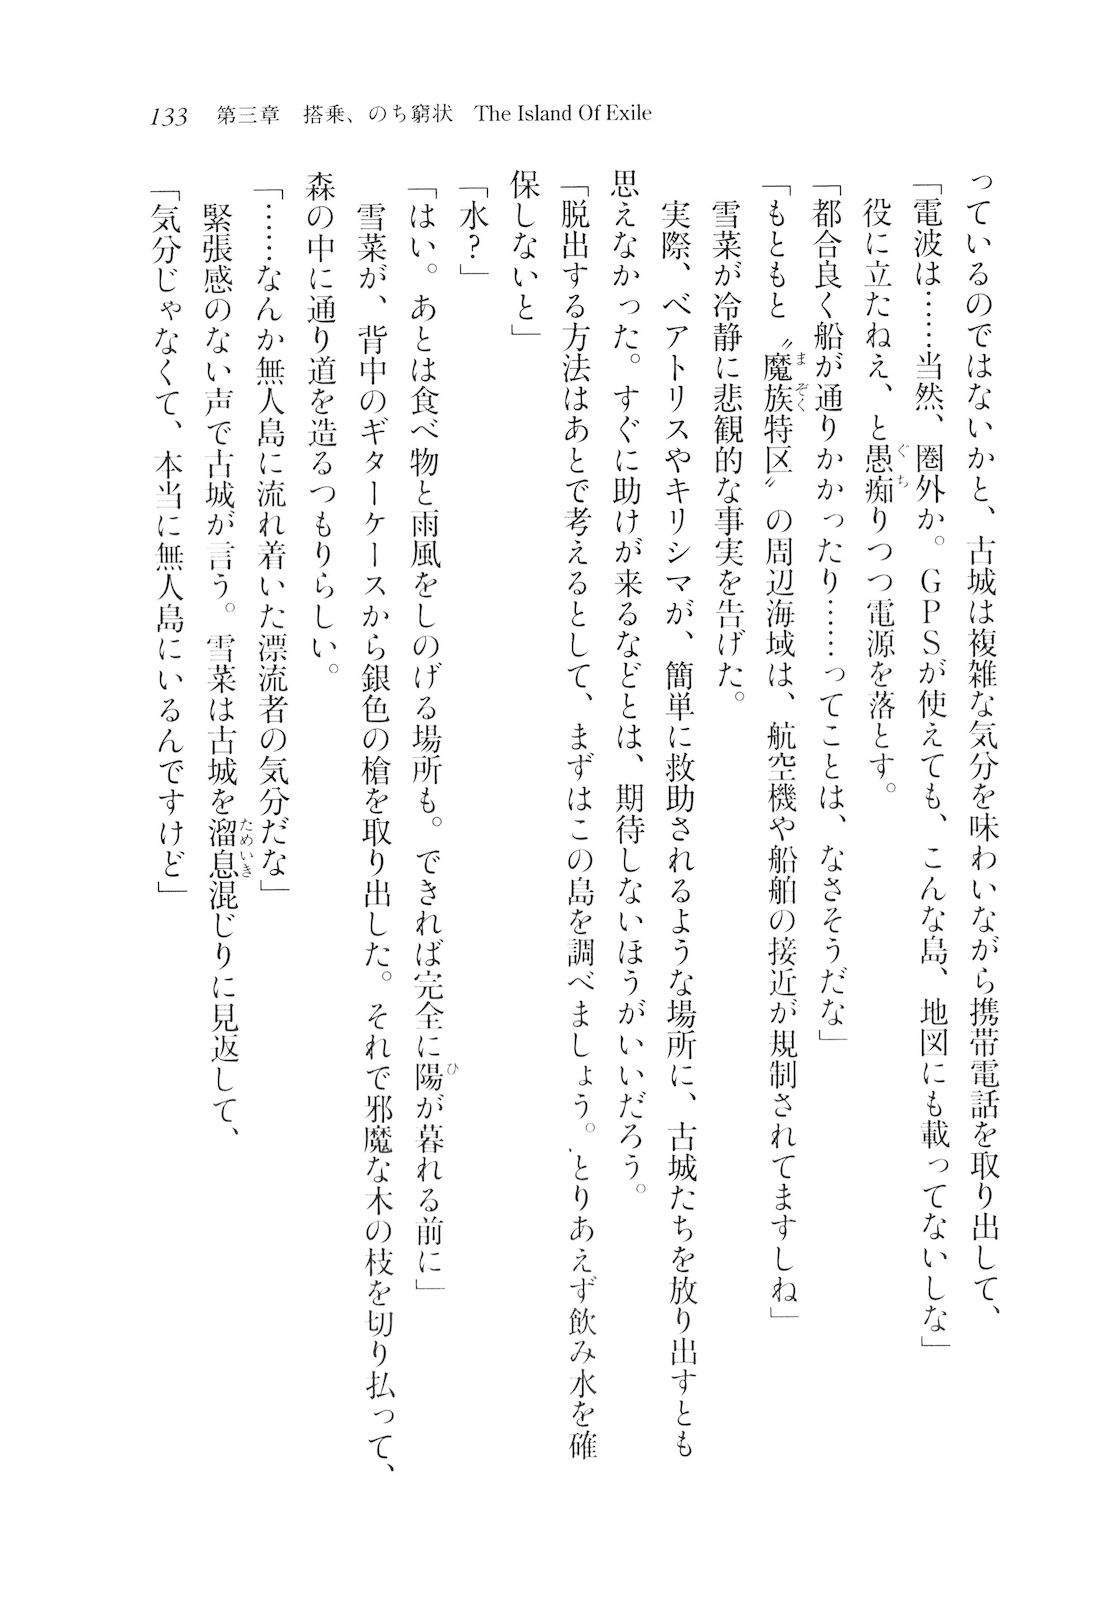 133　第三章　搭乗、のち窮状　The Island Of Exile
っているのではないかと、古城は複雑な気分を味わいながら携帯電話を取り出して、
「電波は……当然、圏外か。GPSが使えても、こんな島、地図にも載ってないしな」
　役に立たねえ、と愚痴りつつ電源を落とす。
「都合良く船が通りかかったり……ってことは、なさそうだな」
「もともと〝魔族特区〟の周辺海域は、航空機や船舶の接近が規制されてますしね」
　雪菜が冷静に悲観的な事実を告げた。
　実際、ベアトリスやキリシマが、簡単に救助されるような場所に、古城たちを放り出すとも
思えなかった。すぐに助けが来るなどとは、期待しないほうがいいだろう。
「脱出する方法はあとで考えるとして、まずはこの島を調べましょう。とりあえず飲み水を確
保しないと」
「水？」
「はい。あとは食べ物と雨風をしのげる場所も。できれば完全に陽が暮れる前に」
　雪菜が、背中のギターケースから銀色の槍を取り出した。それで邪魔な木の枝を切り払って、
森の中に通り道を造るつもりらしい。
「……なんか無人島に流れ着いた漂流者の気分だな」
　緊張感のない声で古城が言う。雪菜は古城を溜息混じりに見返して、
「気分じゃなくて、本当に無人島にいるんですけど」